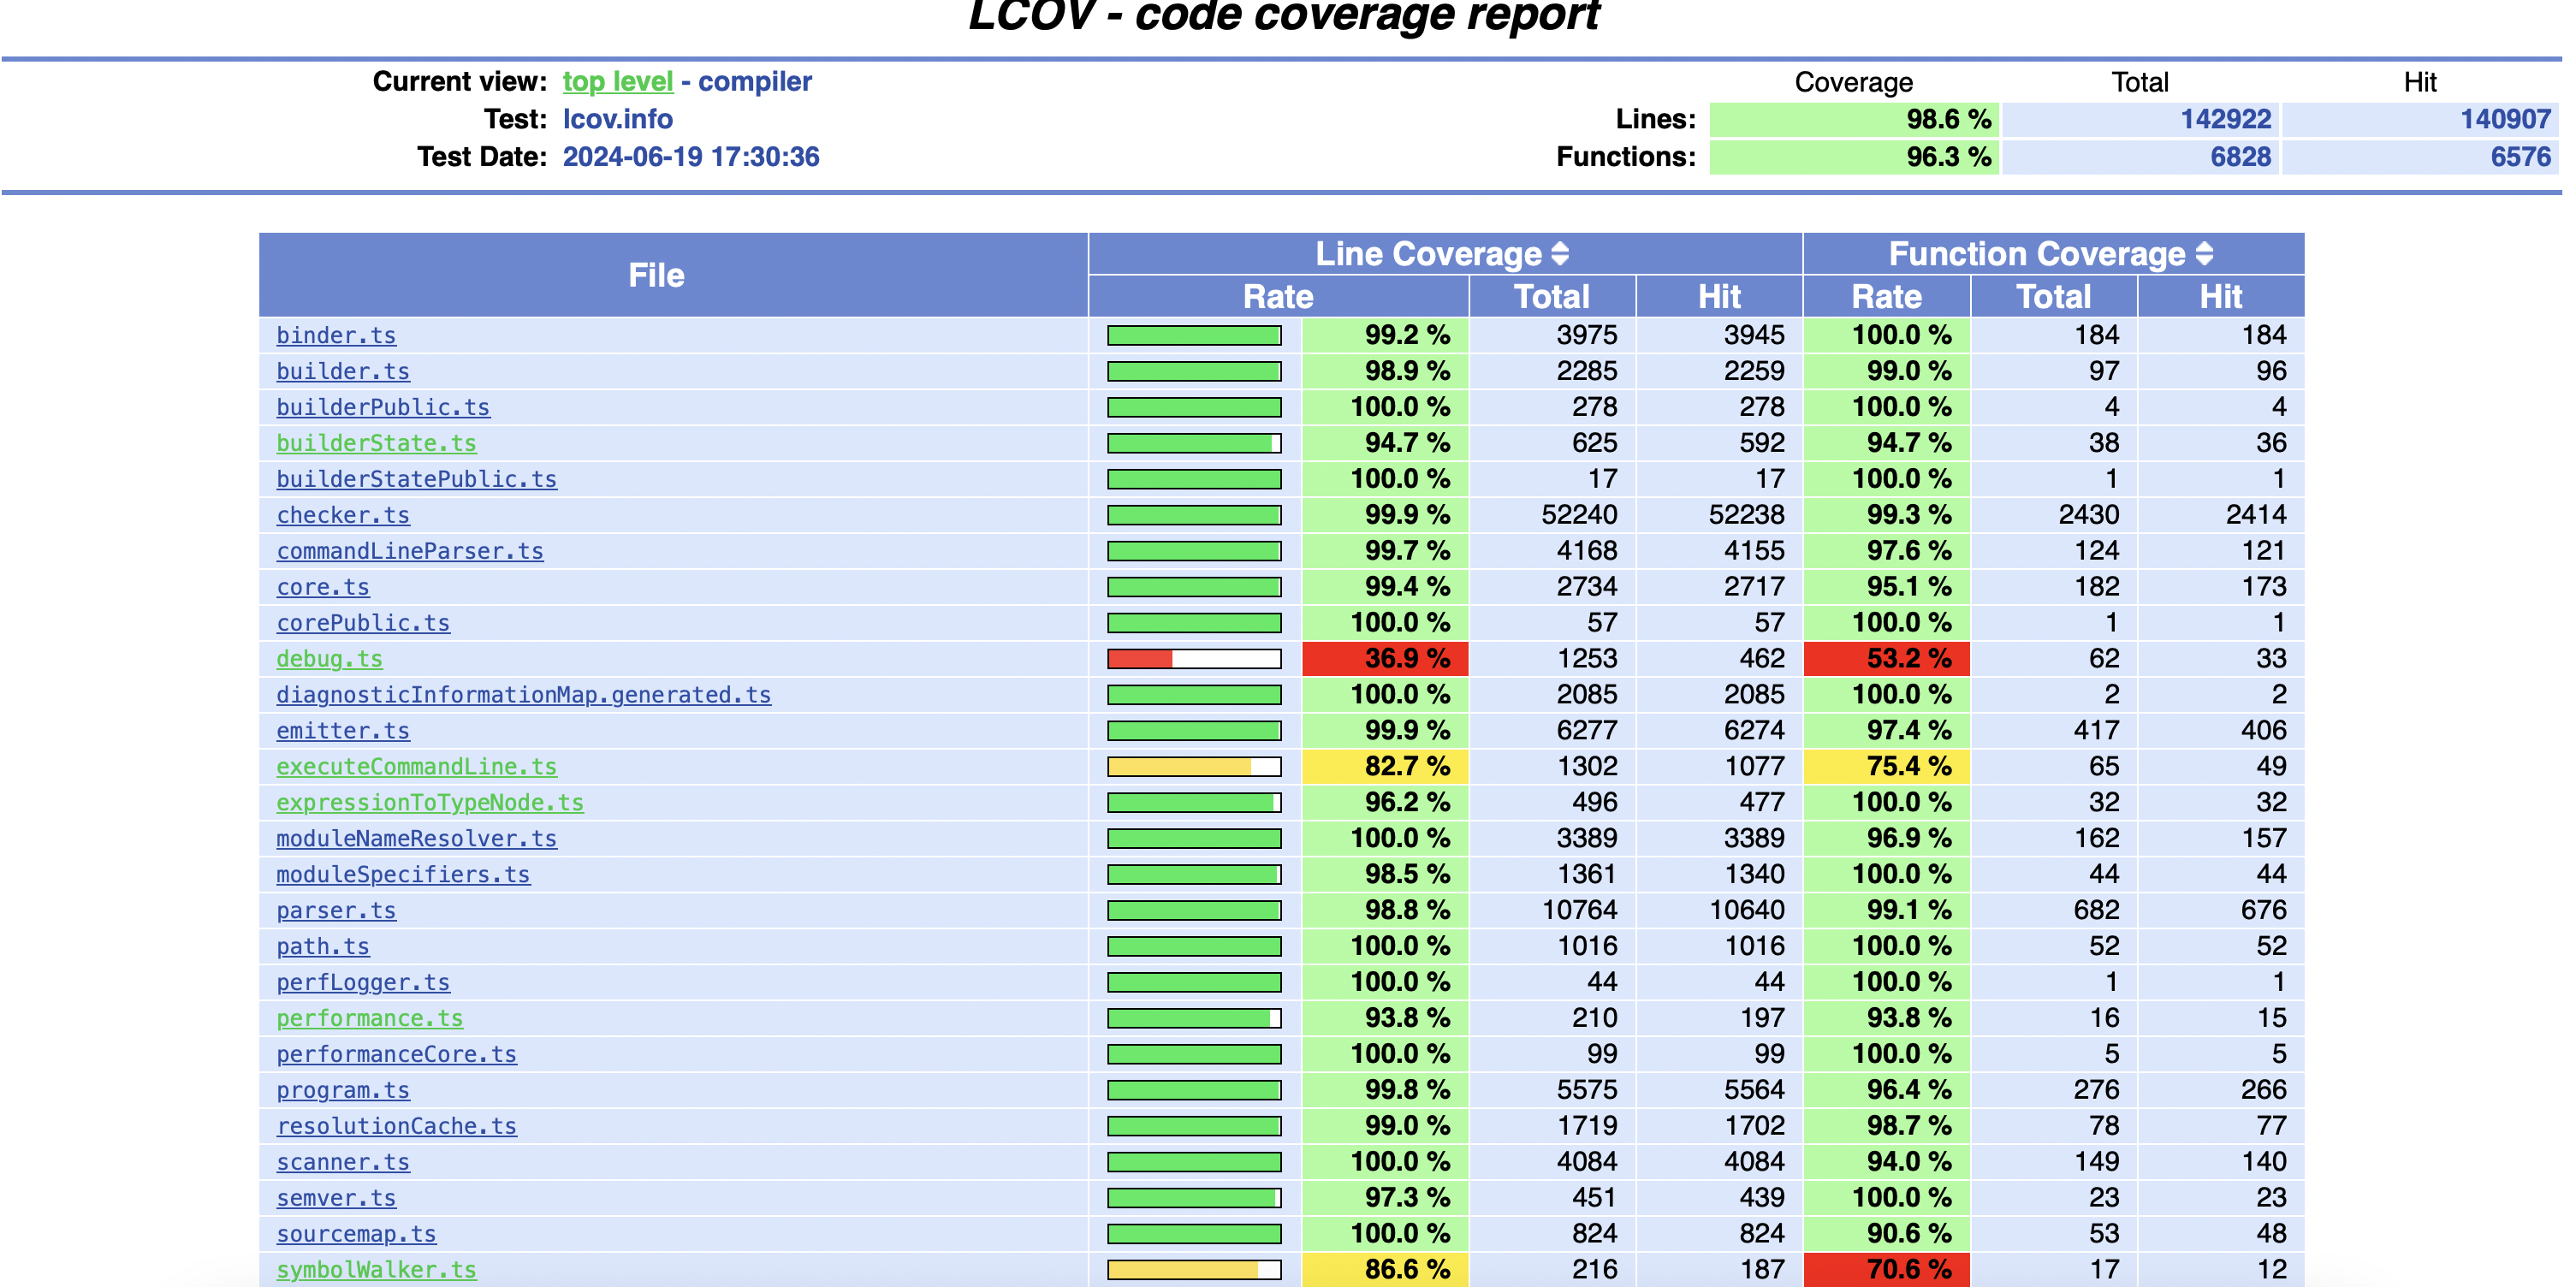 LCOV - code coverage report
Current view: top level - compiler
Coverage Total Hit
Test: lcov.info
Lines: 98.6 % 142922 140907
Test Date: 2024-06-19 17:30:36
Functions: 96.3 % 6828 6576
File Line Coverage Function Coverage
Rate Total Hit Rate Total Hit
binder.ts 99.2 % 3975 3945 100.0 % 184 184
builder.ts 98.9 % 2285 2259 99.0 % 97 96
builderPublic.ts 100.0 % 278 278 100.0 % 4 4
builderState.ts 94.7 % 625 592 94.7 % 38 36
builderStatePublic.ts 100.0 % 17 17 100.0 % 1 1
checker.ts 99.9 % 52240 52238 99.3 % 2430 2414
commandLineParser.ts 99.7 % 4168 4155 97.6 % 124 121
core.ts 99.4 % 2734 2717 95.1 % 182 173
corePublic.ts 100.0 % 57 57 100.0 % 1 1
debug.ts 36.9 % 1253 462 53.2 % 62 33
diagnosticInformationMap.generated.ts 100.0 % 2085 2085 100.0 % 2 2
emitter.ts 99.9 % 6277 6274 97.4 % 417 406
executeCommandLine.ts 82.7 % 1302 1077 75.4 % 65 49
expressionToTypeNode.ts 96.2 % 496 477 100.0 % 32 32
moduleNameResolver.ts 100.0 % 3389 3389 96.9 % 162 157
moduleSpecifiers.ts 98.5 % 1361 1340 100.0 % 44 44
parser.ts 98.8 % 10764 10640 99.1 % 682 676
path.ts 100.0 % 1016 1016 100.0 % 52 52
perfLogger.ts 100.0 % 44 44 100.0 % 1 1
performance.ts 93.8 % 210 197 93.8 % 16 15
performanceCore.ts 100.0 % 99 99 100.0 % 5 5
program.ts 99.8 % 5575 5564 96.4 % 276 266
resolutionCache.ts 99.0 % 1719 1702 98.7 % 78 77
scanner.ts 100.0 % 4084 4084 94.0 % 149 140
semver.ts 97.3 % 451 439 100.0 % 23 23
sourcemap.ts 100.0 % 824 824 90.6 % 53 48
symbolWalker.ts 86.6 % 216 187 70.6 % 17 12